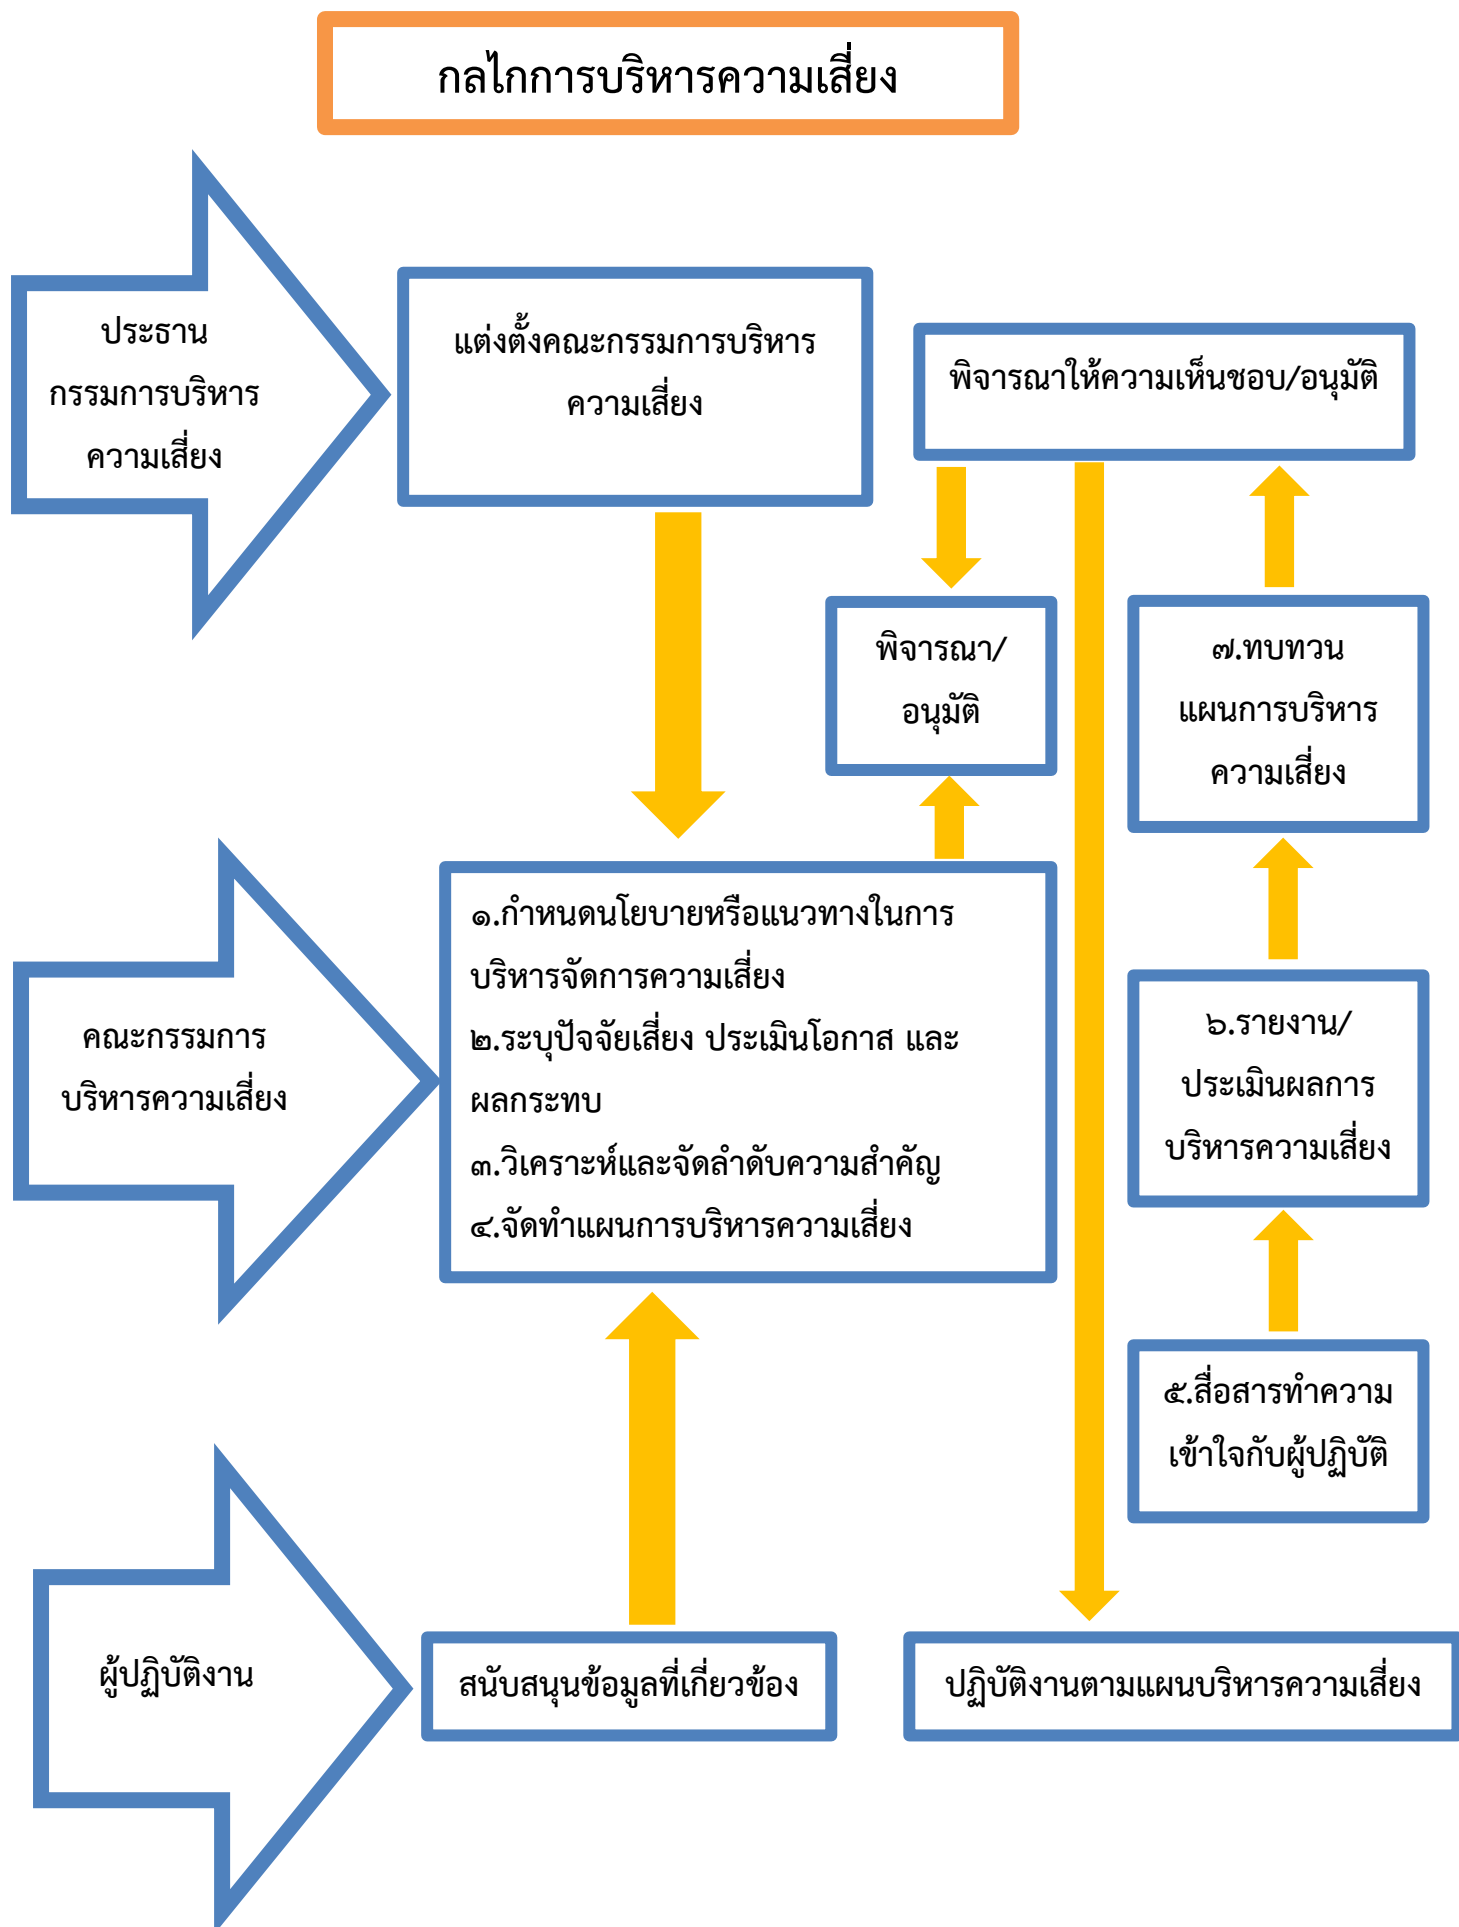 กลไกการบริหารความเสี่ยง
ประธาน
กรรมการบริหาร
ความเสี่ยง
แต่งตั้งคณะกรรมการบริหาร
ความเสี่ยง
พิจารณาให้ความเห็นชอบ/อนุมัติ
พิจารณา/
อนุมัติ
๗.ทบทวน
แผนการบริหาร
ความเสี่ยง
คณะกรรมการ
บริหารความเสี่ยง
๑.กำหนดนโยบายหรือแนวทางในการ
บริหารจัดการความเสี่ยง
๒.ระบุปัจจัยเสี่ยง ประเมินโอกาส และ
ผลกระทบ
๓.วิเคราะห์และจัดลำดับความสำคัญ
๔.จัดทำแผนการบริหารความเสี่ยง
๖.รายงาน/
ประเมินผลการ
บริหารความเสี่ยง
๕.สื่อสารทำความ
เข้าใจกับผู้ปฏิบัติ
ผู้ปฏิบัติงาน
สนับสนุนข้อมูลที่เกี่ยวข้อง
ปฏิบัติงานตามแผนบริหารความเสี่ยง